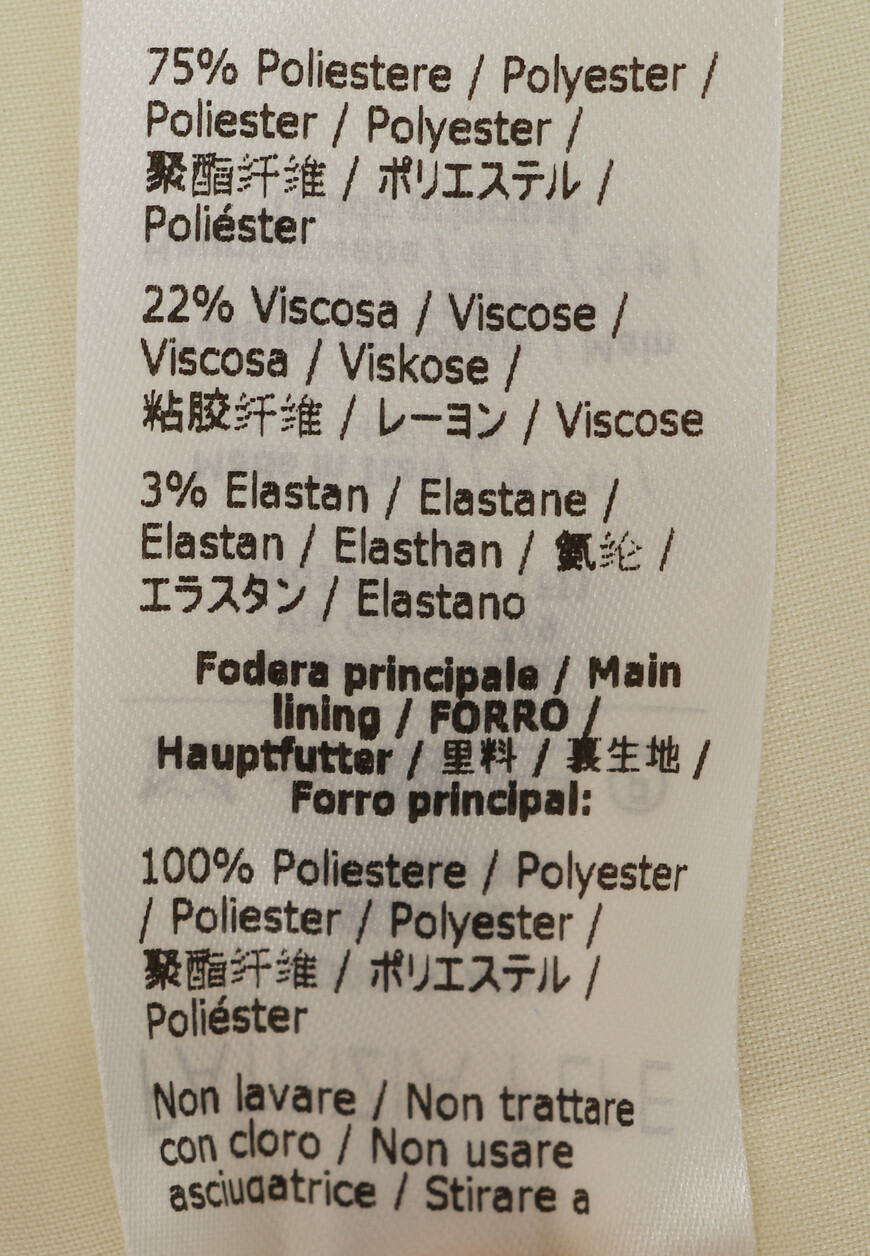 75% Poliestere / Polyester /
Poliester / Polyester /
聚酯纤维 / ポリエステル /
Poliéster
22% Viscosa / Viscose /
Viscosa / Viskose /
粘胶纤维 / レーヨン / Viscose
3% Elastan / Elastane /
Elastan / Elasthan / 氨纶 /
エラスタン / Elastano
Fodera principale / Main
lining / FORRO /
Hauptfutter / 里料 / 裏生地 /
Forro principal:
100% Poliestere / Polyester
/ Poliester / Polyester /
聚酯纤维 / ポリエステル /
Poliéster
Non lavare / Non trattare
con cloro / Non usare
asciugatrice / Stirare a